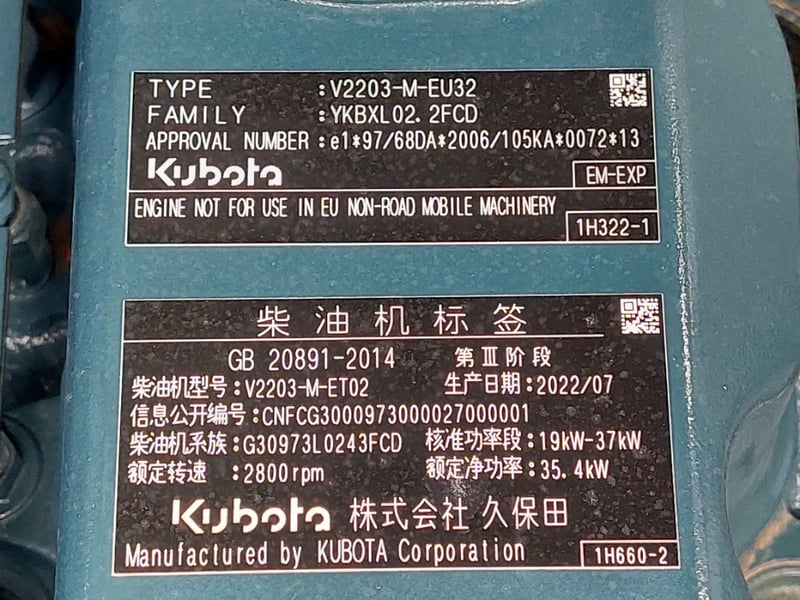 TYPE :V2203-M-EU32
FAMILY :YKBXL02.2FCD
APPROVAL NUMBER :e1*97/68DA*2006/105KA*0072*13
Kubota EM-EXP
ENGINE NOT FOR USE IN EU NON-ROAD MOBILE MACHINERY
1H322-1
柴油机标签
GB 20891-2014 第Ⅲ阶段
柴油机型号:V2203-M-ET02 生产日期:2022/07
信息公开编号:CNFCG3000973000027000001
柴油机系族:G30973L0243FCD 核准功率段:19kW-37kW
额定转速 :2800rpm 额定净功率:35.4kW
Kubota 株式会社 久保田
Manufactured by KUBOTA Corporation 1H660-2